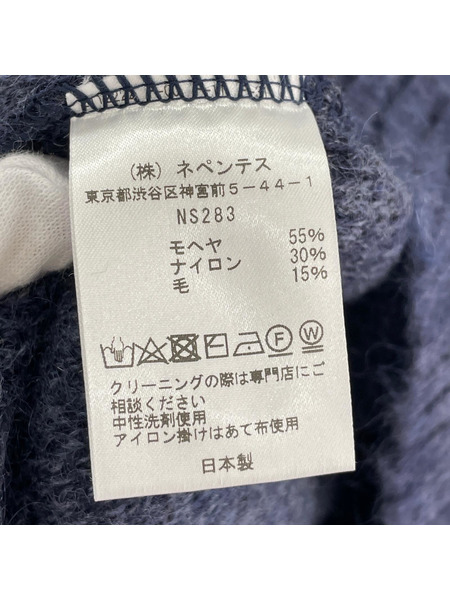 (株) ネペンテス
東京都渋谷区神宮前5-44-1
NS283
モヘヤ 55%
ナイロン 30%
毛 15%
F W
クリーニングの際は専門店にご
相談ください
中性洗剤使用
アイロン掛けはあて布使用
日本製